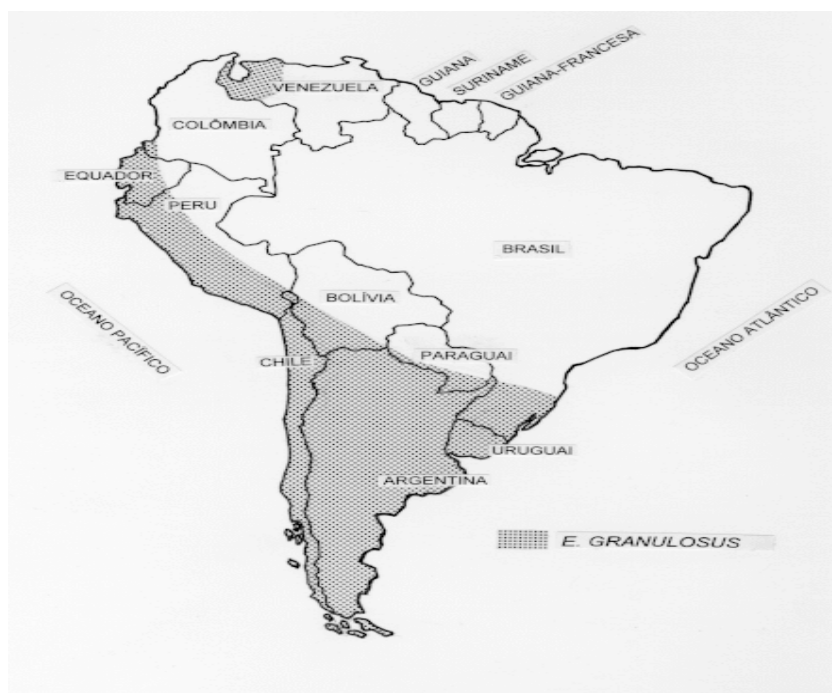 GUIANA
SURINAME
GUIANA-FRANCESA
VENEZUELA
COLÔMBIA
EQUADOR
PERU
BRASIL
BOLÍVIA
OCEANO PACÍFICO
OCEANO ATLÂNTICO
CHILE
PARAGUAI
URUGUAI
ARGENTINA
E. GRANULOSUS